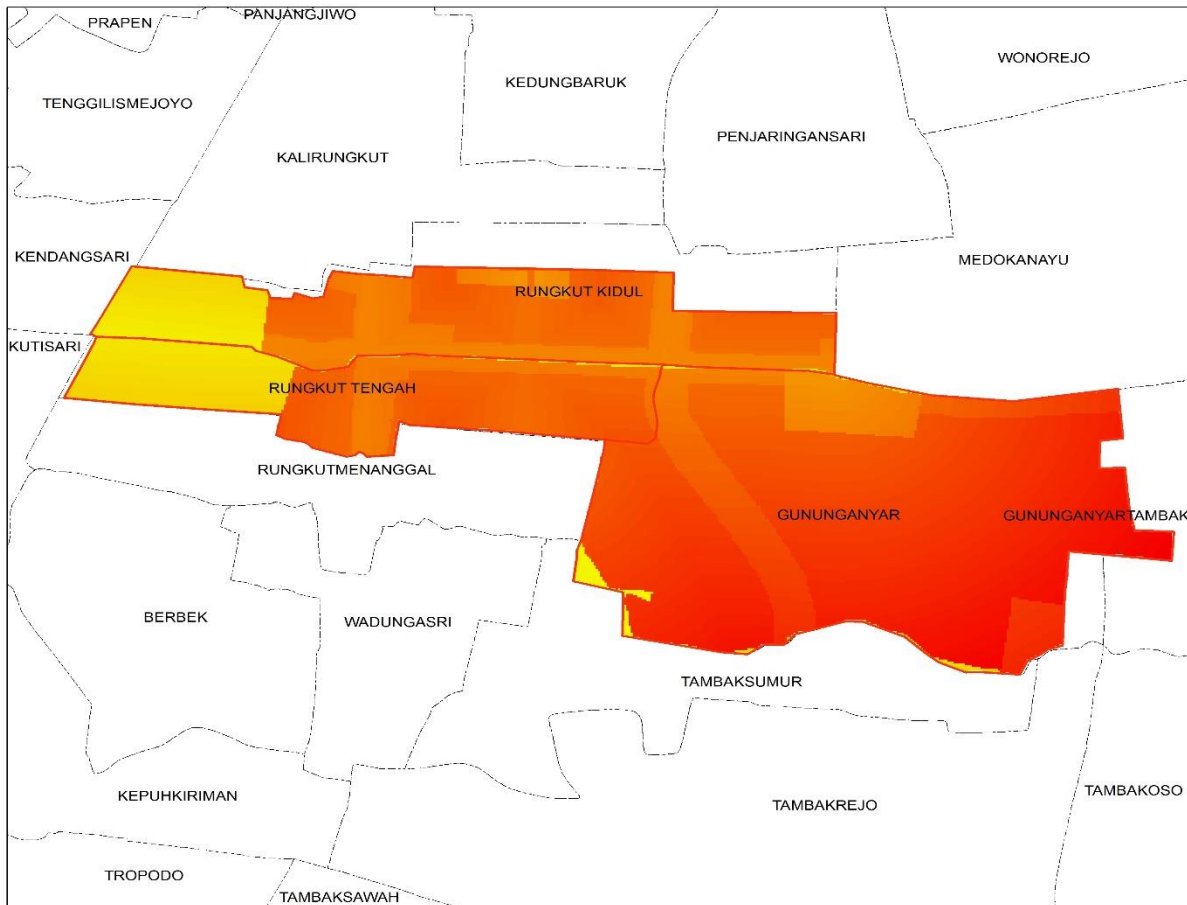 PRAPEN
PANJANGJIWO
WONOREJO
KEDUNGBARUK
TENGGILISMEJOYO
PENJARINGANSARI
KALIRUNGKUT
KENDANGSARI
MEDOKANAYU
RUNGKUT KIDUL
KUTISARI
RUNGKUT TENGAH
RUNGKUTMENANGGAL
GUNUNGANYAR
GUNUNGANYARTAMBAK
BERBEK
WADUNGASRI
TAMBAKSUMUR
KEPUHKIRIMAN
TAMBAKREJO
TAMBAKOSO
TROPODO
TAMBAKSAWAH